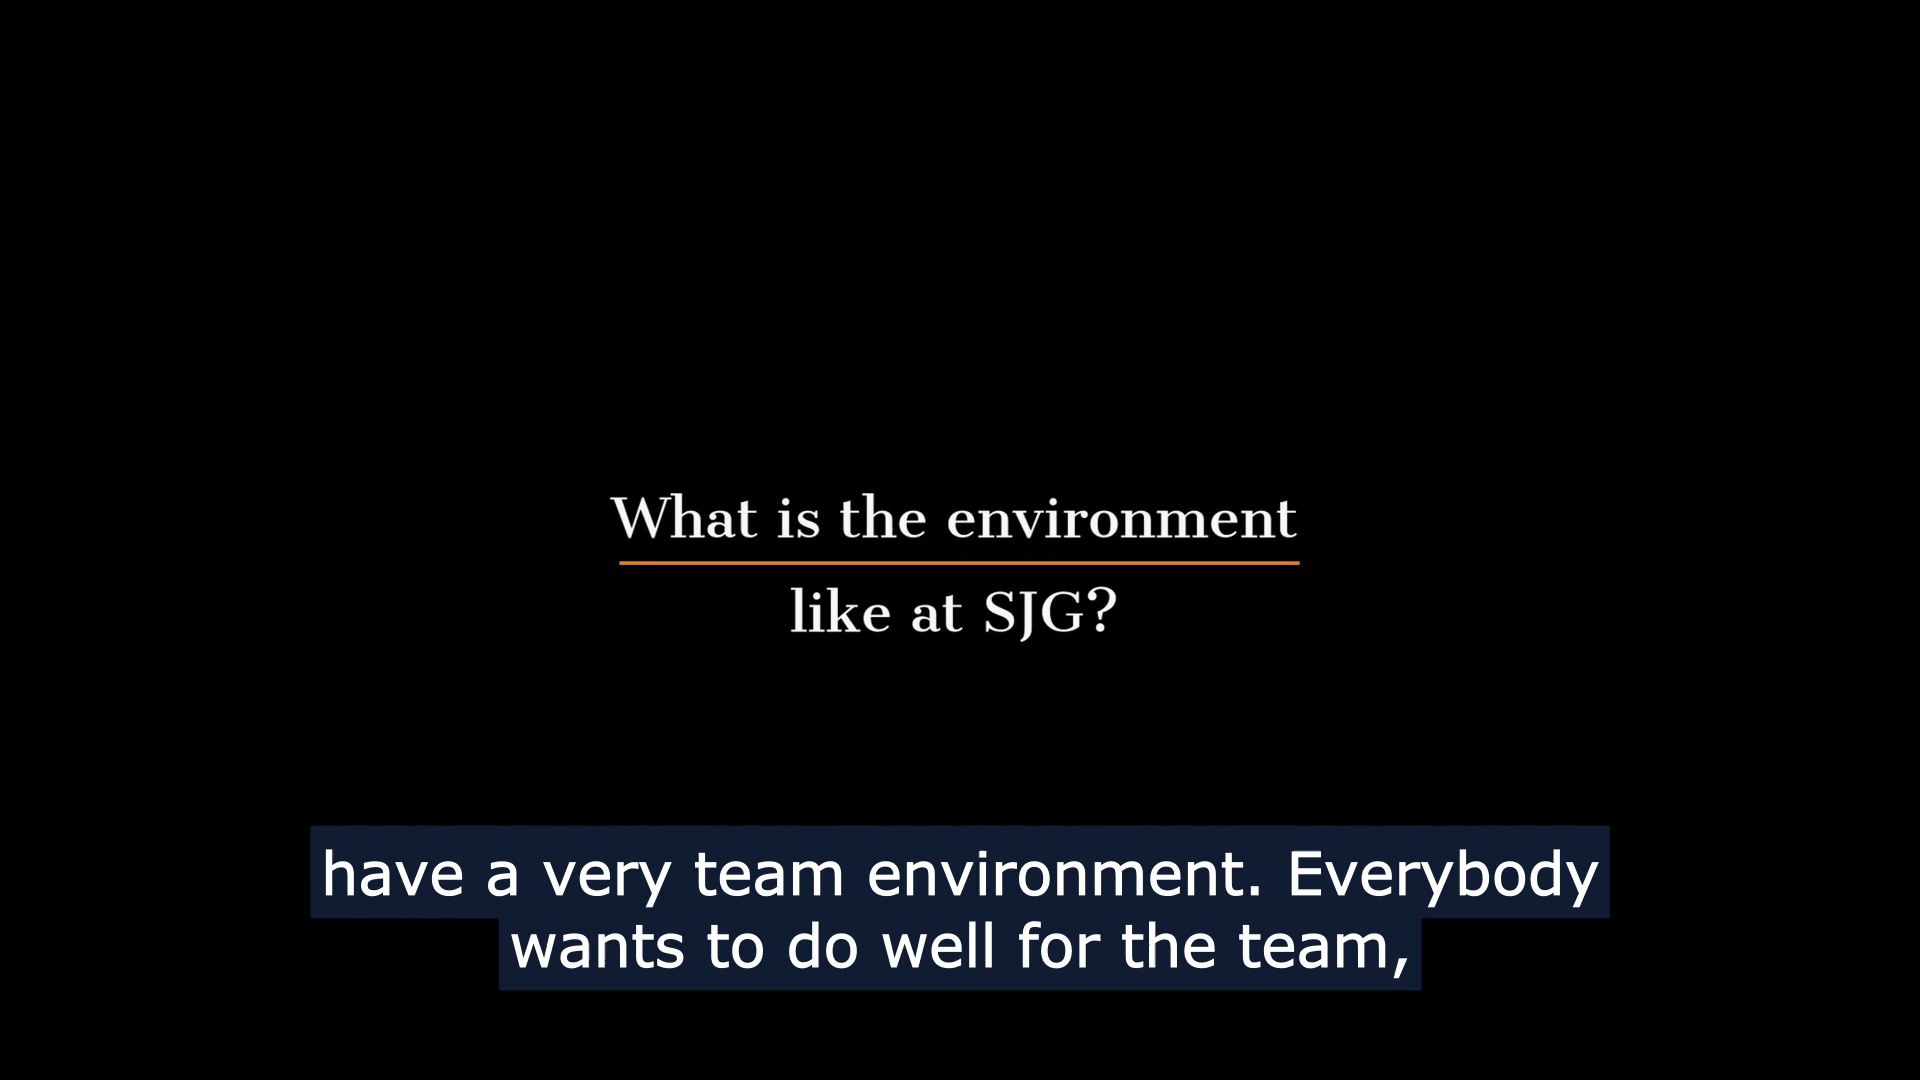 What is the environment
like at SJG?
have a very team environment. Everybody
wants to do well for the team,